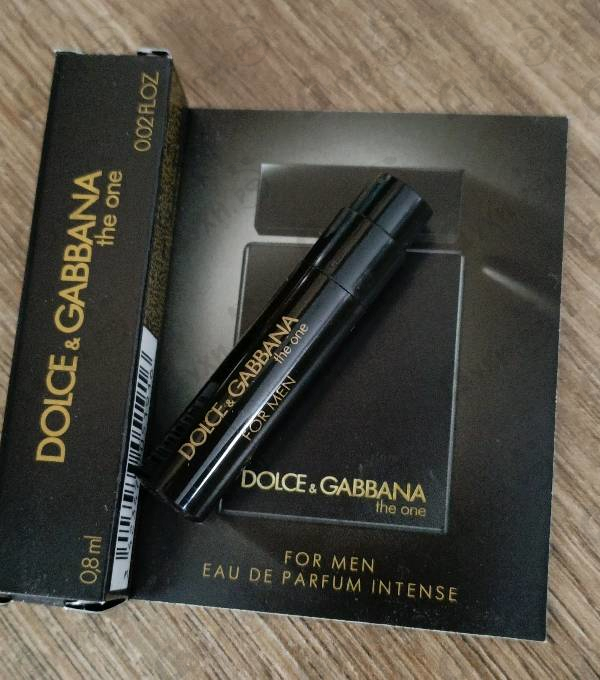 DOLCE & GABBANA
the one
0.02 FL.OZ
0,8 ml
DOLCE & GABBANA
the one
FOR MEN
DOLCE & GABBANA
the one
FOR MEN
EAU DE PARFUM INTENSE